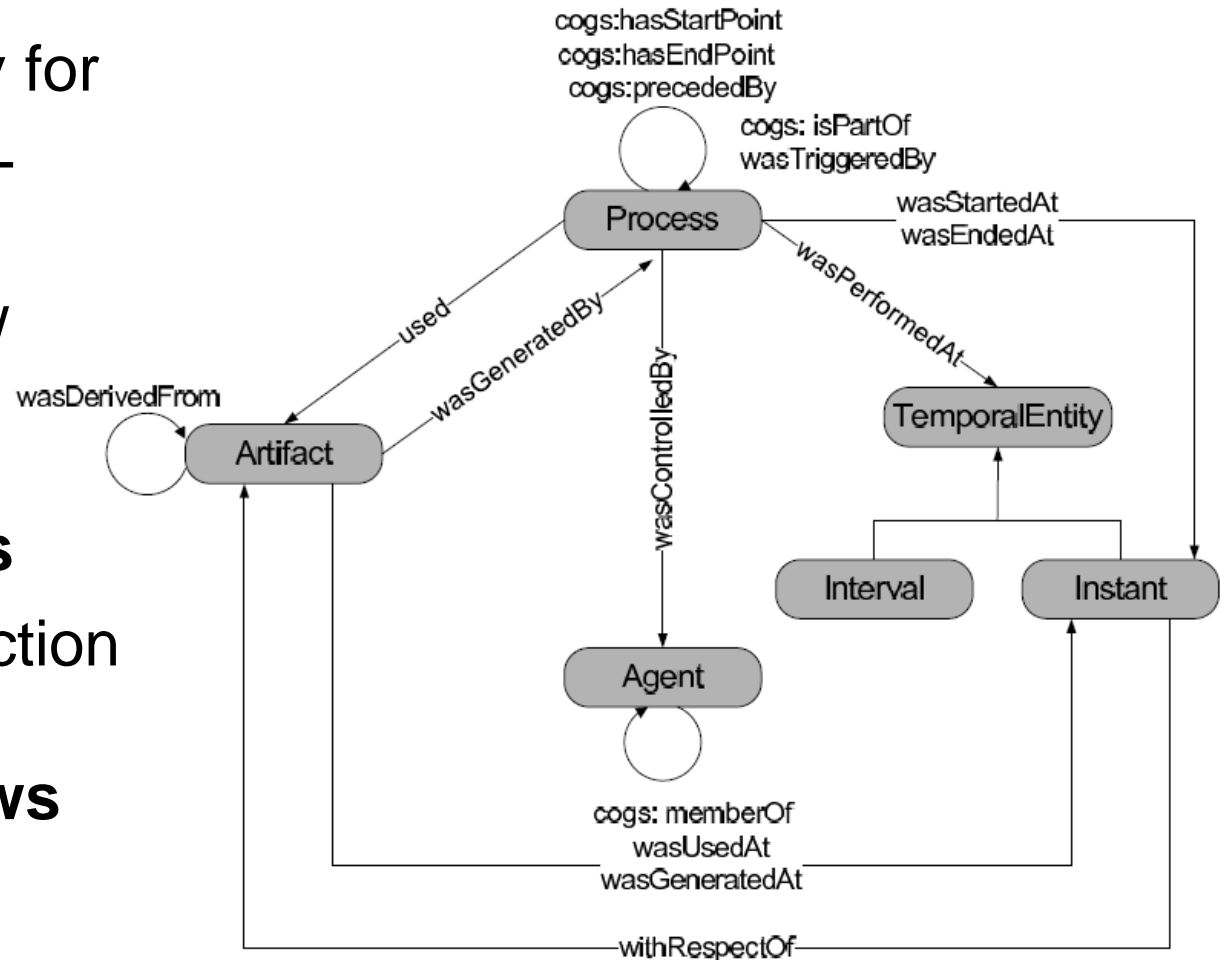 y for
–
w
s
ction
ws
cogs:hasStartPoint
cogs:hasEndPoint
cogs:precededBy
cogs: isPartOf
wasTriggeredBy
Process
wasStartedAt
wasEndedAt
wasPerformedAt
used
wasGeneratedBy
wasControlledBy
wasDerivedFrom
Artifact
TemporalEntity
Interval
Instant
Agent
cogs: memberOf
wasUsedAt
wasGeneratedAt
withRespectOf